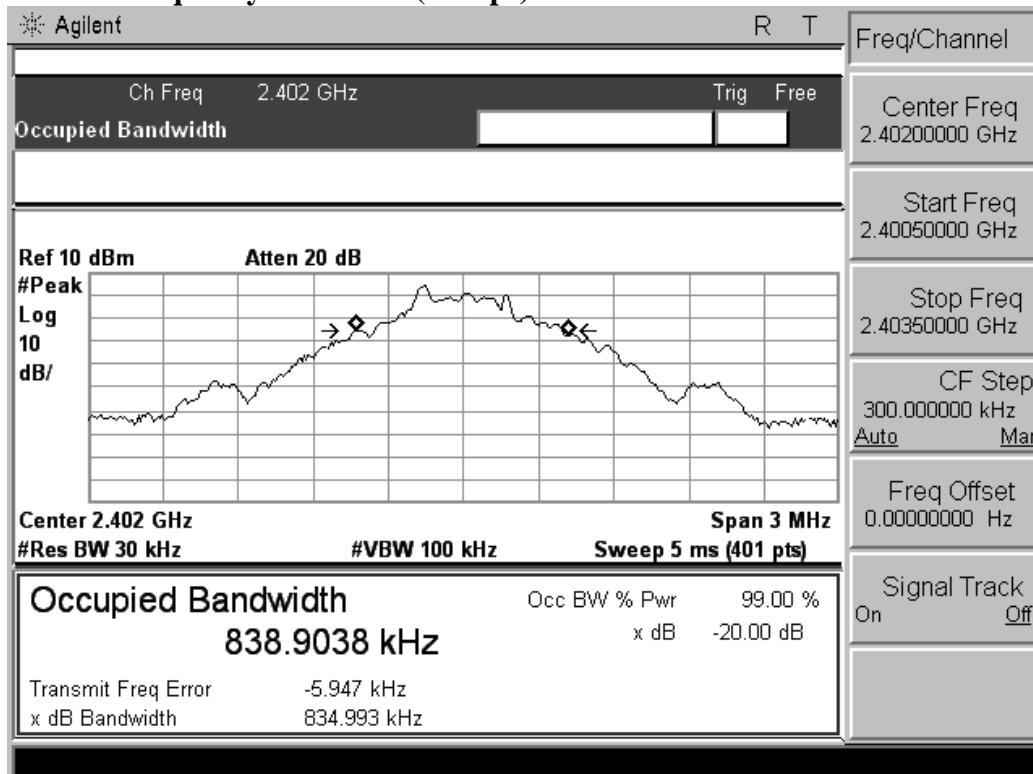 Agilent R T
Freq/Channel
Ch Freq 2.402 GHz Trig Free
Occupied Bandwidth
Center Freq
2.40200000 GHz
Start Freq
2.40050000 GHz
Stop Freq
2.40350000 GHz
CF Step
300.000000 kHz
Auto Man
Freq Offset
0.00000000 Hz
Signal Track
On Off
Ref 10 dBm Atten 20 dB
#Peak
Log
10
dB/
Center 2.402 GHz Span 3 MHz
#Res BW 30 kHz #VBW 100 kHz Sweep 5 ms (401 pts)
Occupied Bandwidth
838.9038 kHz
Occ BW % Pwr 99.00 %
x dB -20.00 dB
Transmit Freq Error -5.947 kHz
x dB Bandwidth 834.993 kHz